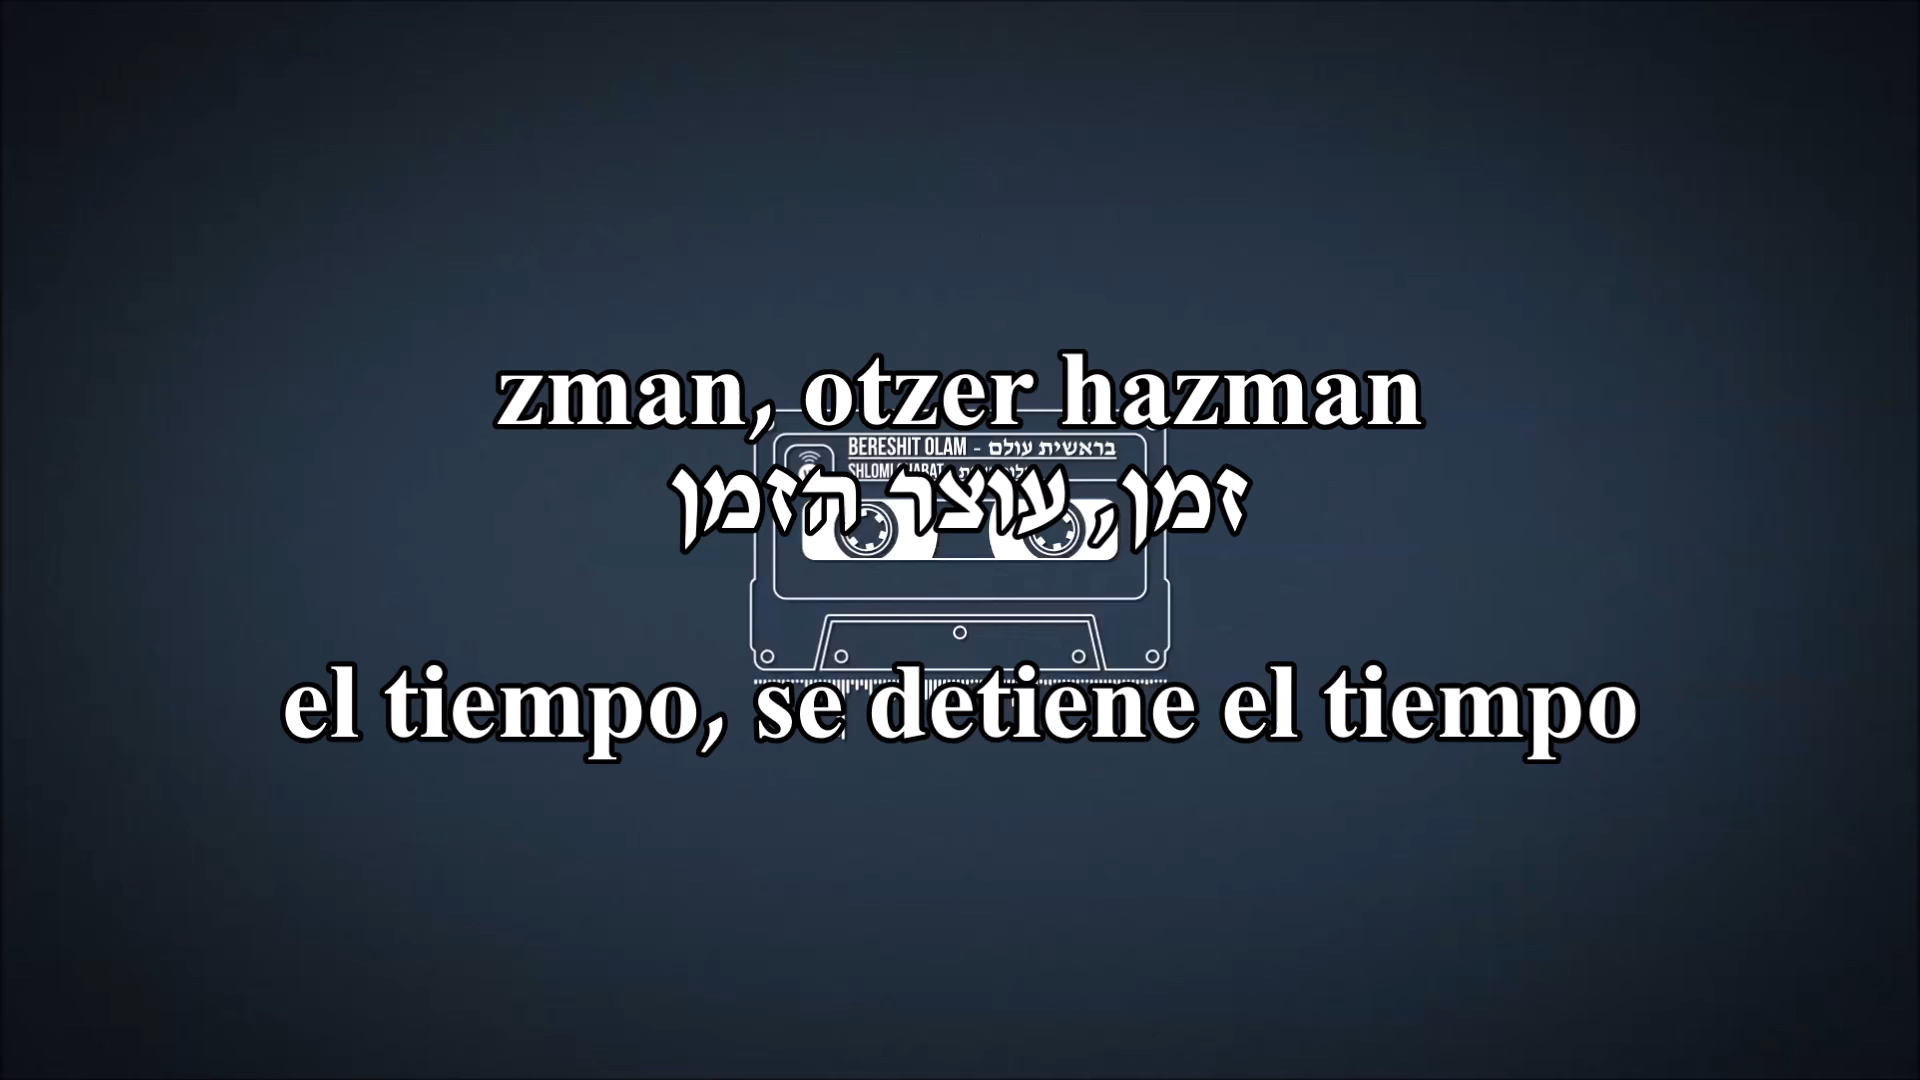 zman, otzer hazman
BERESHIT OLAM - בראשית עולם
זמן, עוצר הזמן
el tiempo, se detiene el tiempo